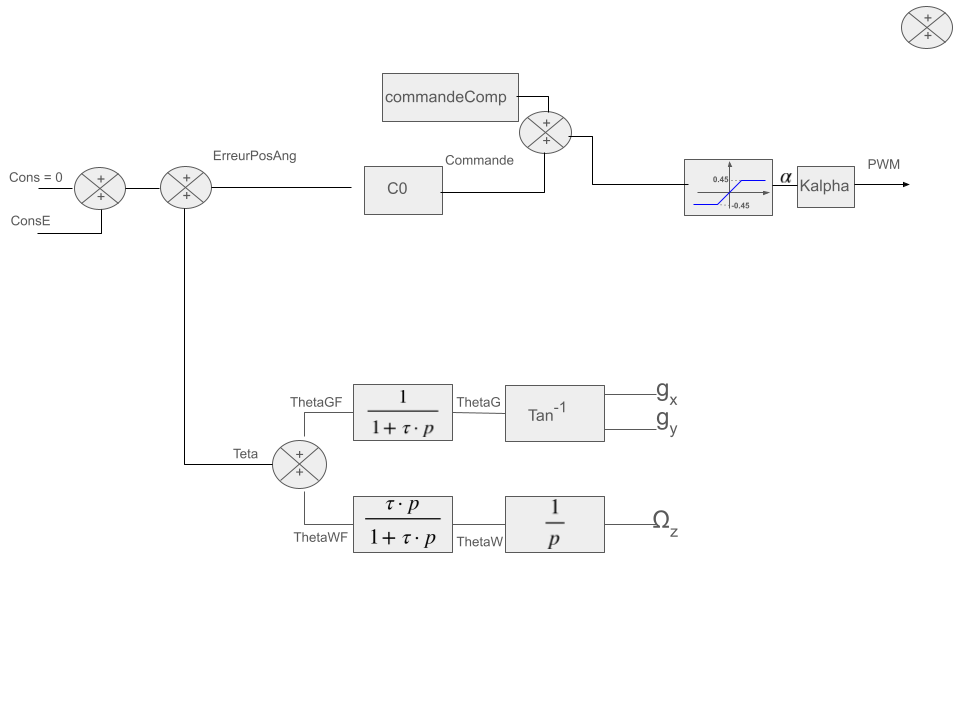 +
+
commandeComp
+
+
ErreurPosAng
Commande
PWM
Cons = 0
+
+
+
+
C0
0.45
-0.45
α
Kalpha
ConsE
ThetaGF
1
1 + τ · p
ThetaG
Tan⁻¹
gx
gy
Teta
+
+
ThetaWF
τ · p
1 + τ · p
ThetaW
1
p
Ωz